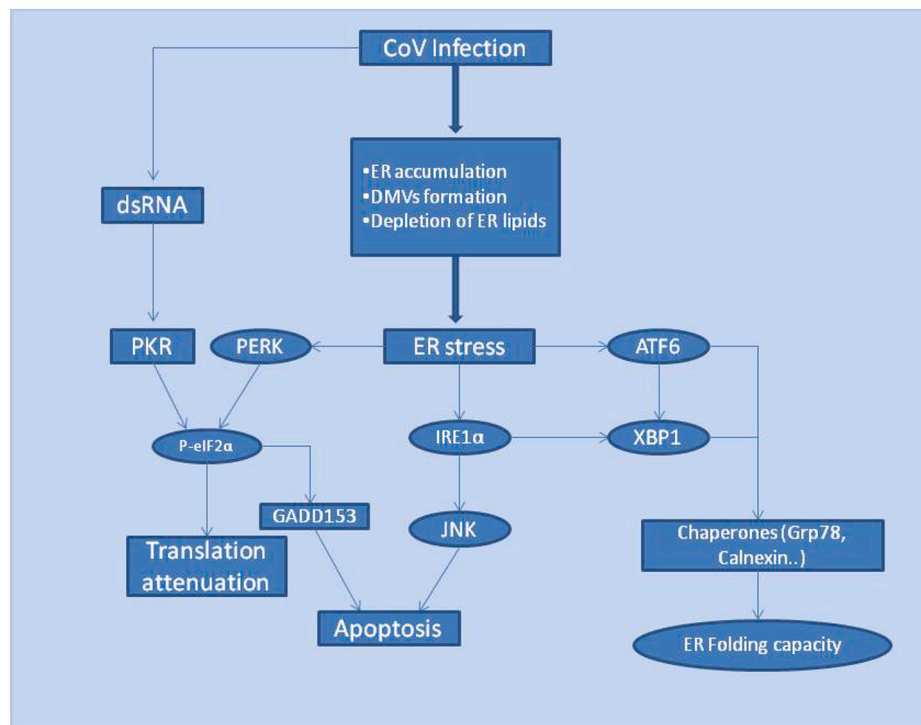 CoV Infection
•ER accumulation
•DMVs formation
•Depletion of ER lipids
dsRNA
PKR
PERK
ER stress
ATF6
P-eIF2α
IRE1α
XBP1
GADD153
JNK
Translation
attenuation
Chaperones (Grp78,
Calnexin..)
Apoptosis
ER Folding capacity